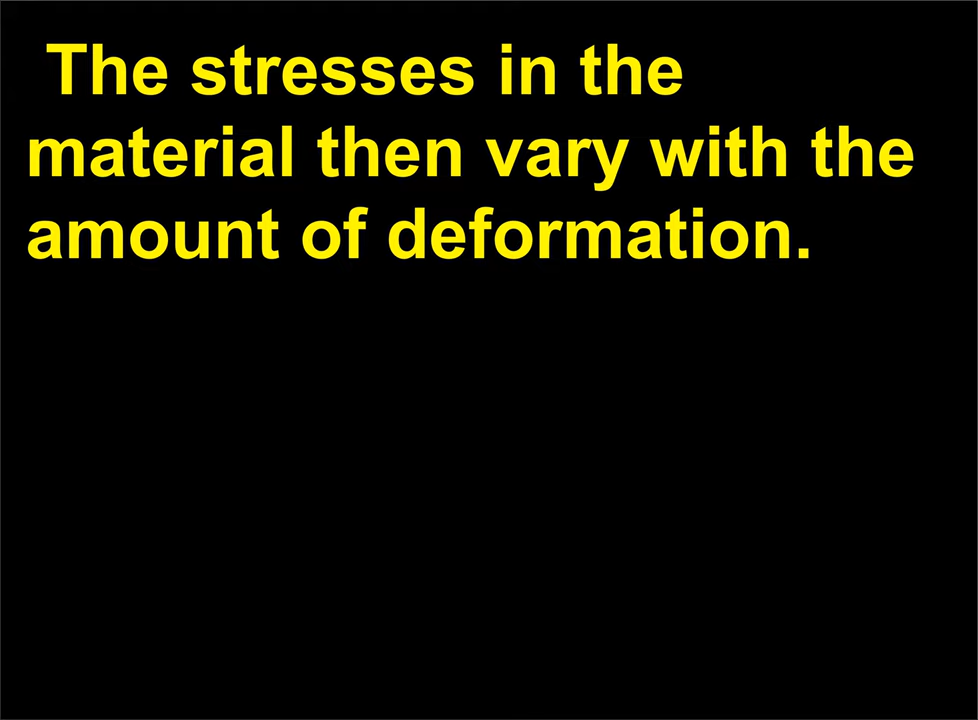 The stresses in the
material then vary with the
amount of deformation.